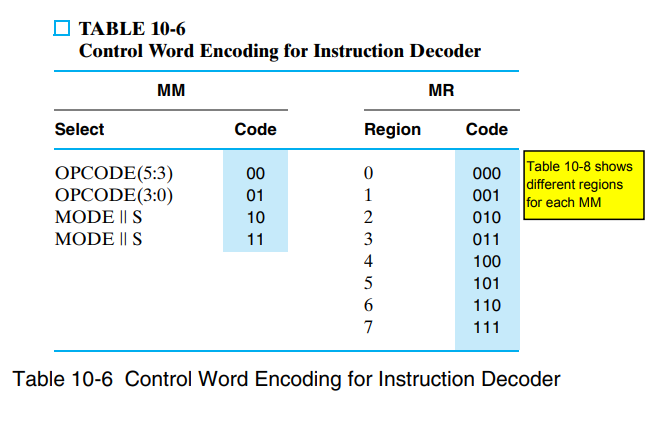 TABLE 10-6
Control Word Encoding for Instruction Decoder
MM MR
Select Code Region Code
OPCODE(5:3) 00 0 000
OPCODE(3:0) 01 1 001
MODE || S 10 2 010
MODE || S 11 3 011
4 100
5 101
6 110
7 111
Table 10-8 shows
different regions
for each MM
Table 10-6 Control Word Encoding for Instruction Decoder